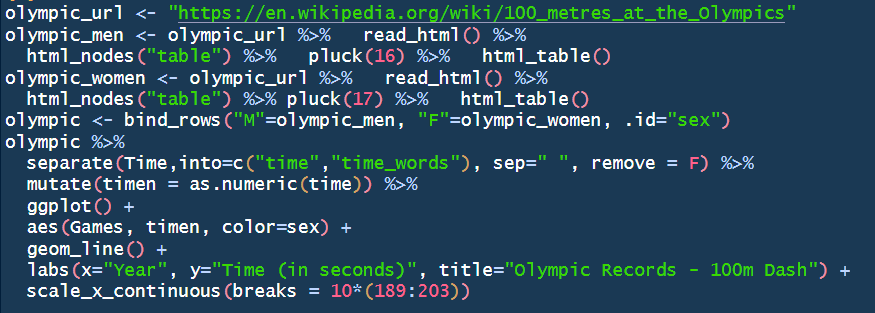 olympic_url <- "https://en.wikipedia.org/wiki/100_metres_at_the_Olympics"
olympic_men <- olympic_url %>%   read_html() %>%
  html_nodes("table") %>%   pluck(16) %>%   html_table()
olympic_women <- olympic_url %>%   read_html() %>%
  html_nodes("table") %>% pluck(17) %>%   html_table()
olympic <- bind_rows("M"=olympic_men, "F"=olympic_women, .id="sex")
olympic %>%
  separate(Time,into=c("time","time_words"), sep=" ", remove = F) %>%
  mutate(timen = as.numeric(time)) %>%
  ggplot() +
  aes(Games, timen, color=sex) +
  geom_line() +
  labs(x="Year", y="Time (in seconds)", title="Olympic Records - 100m Dash") +
  scale_x_continuous(breaks = 10*(189:203))